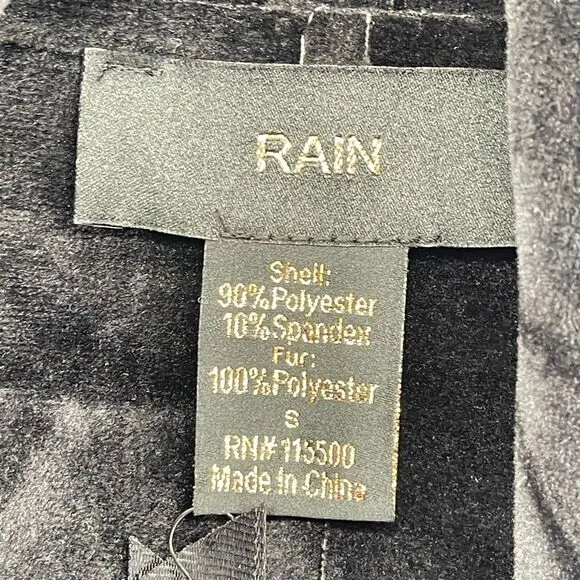 RAIN
Shell:
90%Polyester
10%Spandex
Fur:
100%Polyester
S
RN# 115500
Made In China